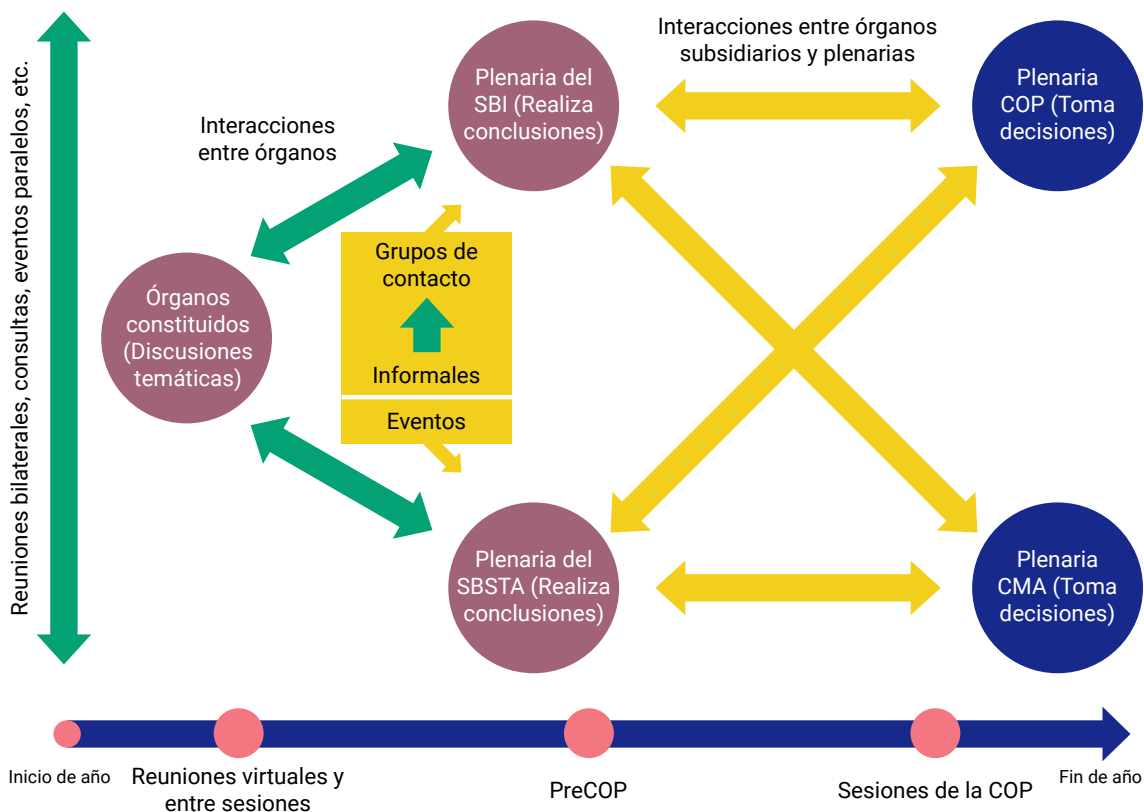 Reuniones bilaterales, consultas, eventos paralelos, etc.
Interacciones
entre órganos
Interacciones entre órganos
subsidiarios y plenarias
Plenaria del
SBI (Realiza
conclusiones)
Plenaria
COP (Toma
decisiones)
Órganos
constituidos
(Discusiones
temáticas)
Grupos de
contacto
Informales
Eventos
Plenaria del
SBSTA (Realiza
conclusiones)
Plenaria
CMA (Toma
decisiones)
Inicio de año
Reuniones virtuales y
entre sesiones
PreCOP
Sesiones de la COP
Fin de año